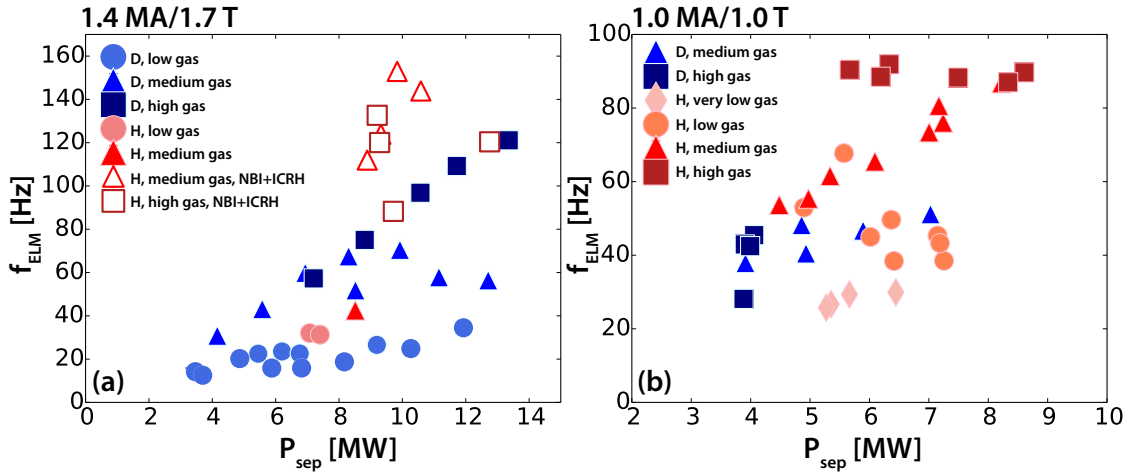 1.4 MA/1.7 T
f_ELM [Hz]
160
140
120
100
80
60
40
20
0
D, low gas
D, medium gas
D, high gas
H, low gas
H, medium gas
H, medium gas, NBI+ICRH
H, high gas, NBI+ICRH
(a)
0 2 4 6 8 10 12 14
P_sep [MW]
1.0 MA/1.0 T
f_ELM [Hz]
100
80
60
40
20
0
D, medium gas
D, high gas
H, very low gas
H, low gas
H, medium gas
H, high gas
(b)
2 3 4 5 6 7 8 9 10
P_sep [MW]